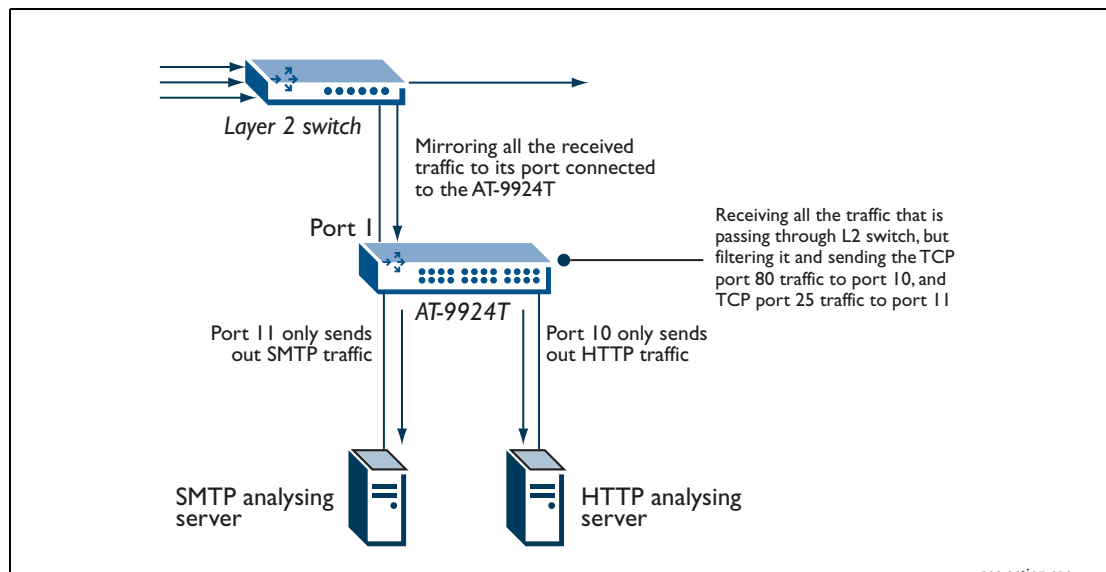 Layer 2 switch
Mirroring all the received
traffic to its port connected
to the AT-9924T
Port 1
Receiving all the traffic that is
passing through L2 switch, but
filtering it and sending the TCP
port 80 traffic to port 10, and
TCP port 25 traffic to port 11
AT-9924T
Port 11 only sends
out SMTP traffic
Port 10 only sends
out HTTP traffic
SMTP analysing
server
HTTP analysing
server